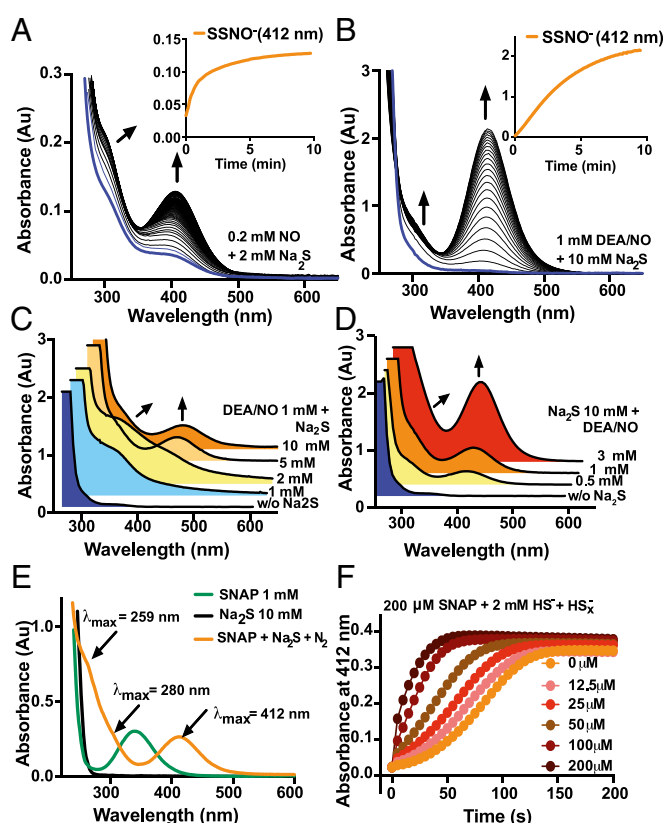 A
SSNO⁻(412 nm)
0.15
0.10
0.05
0.00
0
5
10
Time (min)
0.3
0.2
0.1
0.0
Absorbance (Au)
0.2 mM NO
+ 2 mM Na₂S
300
400
500
600
Wavelength (nm)
B
SSNO⁻(412 nm)
2
1
0
0
5
10
Time (min)
3
2
1
0
Absorbance (Au)
1 mM DEA/NO
+ 10 mM Na₂S
300
400
500
600
Wavelength (nm)
C
3
2
1
0
Absorbance (Au)
DEA/NO 1 mM +
Na₂S
10 mM
5 mM
2 mM
1 mM
w/o Na2S
300
400
500
600
Wavelength (nm)
D
3
2
1
0
Absorbance (Au)
Na₂S 10 mM +
DEA/NO
3 mM
1 mM
0.5 mM
w/o Na₂S
300
400
500
600
Wavelength (nm)
E
SNAP 1 mM
Na₂S 10 mM
SNAP + Na₂S + N₂
λmax = 259 nm
λmax = 280 nm
λmax = 412 nm
1.0
0.5
0.0
Absorbance (Au)
300
400
500
600
Wavelength (nm)
F
200 μM SNAP + 2 mM HS⁻ + HSₓ⁻
0.4
0.3
0.2
0.1
0.0
Absorbance at 412 nm
0 μM
12.5μM
25 μM
50 μM
100μM
200μM
0
50
100
150
200
Time (s)